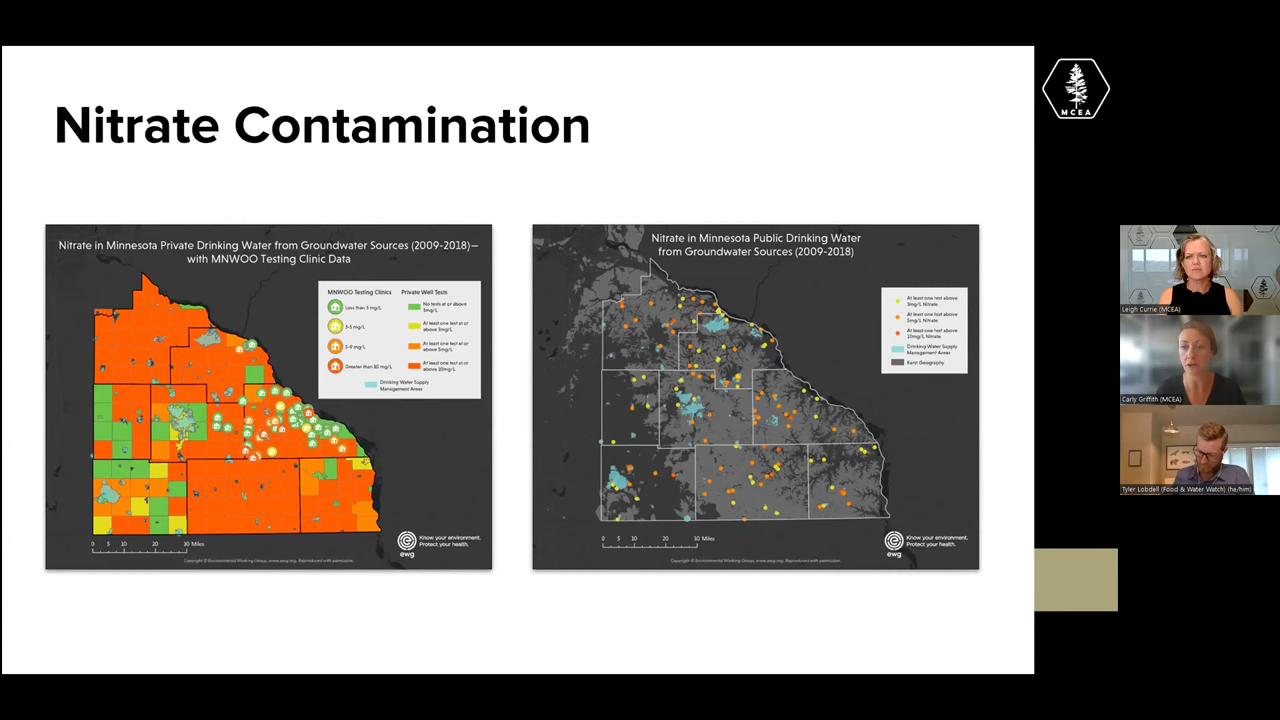 Nitrate Contamination
MCEA
Nitrate in Minnesota Private Drinking Water from Groundwater Sources (2009-2018)—
with MNWOO Testing Clinic Data
MNWOO Testing Clinics
Private Well Tests
Less than 3 mg/L
No tests at or above
3mg/L
3-5 mg/L
At least one test at or
above 3mg/L
5-9 mg/L
At least one test at or
above 5mg/L
Greater than 10 mg/L
At least one test at or
above 10mg/L
Drinking Water Supply
Management Areas
0 5 10 20 30 Miles
ewg
Know your environment.
Protect your health.
Copyright © Environmental Working Group, www.ewg.org. Reproduced with permission.
Nitrate in Minnesota Public Drinking Water
from Groundwater Sources (2009-2018)
At least one test above
3mg/L Nitrate
At least one test above
5mg/L Nitrate
At least one test above
10mg/L Nitrate
Drinking Water Supply
Management Areas
Karst Geography
0 5 10 20 30 Miles
ewg
Know your environment.
Protect your health.
Copyright © Environmental Working Group, www.ewg.org. Reproduced with permission.
Leigh Currie (MCEA)
Carly Griffith (MCEA)
Tyler Lobdell (Food & Water Watch) (he/him)